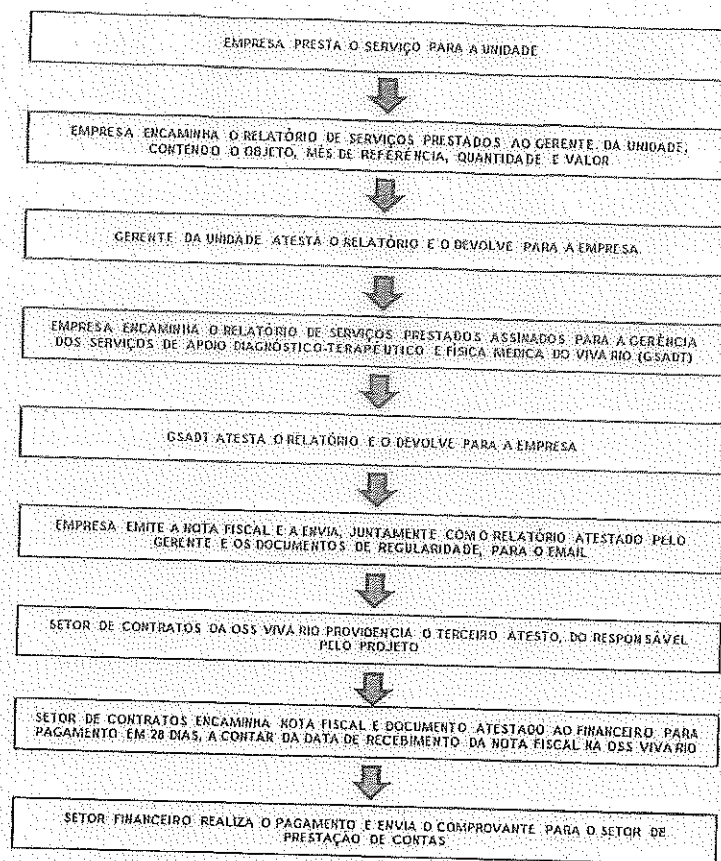 EMPRESA PRESTA O SERVIÇO PARA A UNIDADE
EMPRESA ENCAMINHA O RELATÓRIO DE SERVIÇOS PRESTADOS AO GERENTE DA UNIDADE,
CONTENDO O OBJETO, MÊS DE REFERÊNCIA, QUANTIDADE E VALOR
GERENTE DA UNIDADE ATESTA O RELATÓRIO E O DEVOLVE PARA A EMPRESA
EMPRESA ENCAMINHA O RELATÓRIO DE SERVIÇOS PRESTADOS ASSINADOS PARA A GERÊNCIA
DOS SERVIÇOS DE APOIO DIAGNÓSTICO-TERAPEUTICO E FÍSICA MEDICA DO VIVA RIO (GSADT)
GSADT ATESTA O RELATÓRIO E O DEVOLVE PARA A EMPRESA
EMPRESA EMITE A NOTA FISCAL E A ENVIA, JUNTAMENTE COM O RELATÓRIO ATESTADO PELO
GERENTE E OS DOCUMENTOS DE REGULARIDADE, PARA O EMAIL
SETOR DE CONTRATOS DA OSS VIVA RIO PROVIDENCIA O TERCEIRO ATESTO, DO RESPONSÁVEL
PELO PROJETO
SETOR DE CONTRATOS ENCAMINHA NOTA FISCAL E DOCUMENTO ATESTADO AO FINANCEIRO PARA
PAGAMENTO EM 28 DIAS, A CONTAR DA DATA DE RECEBIMENTO DA NOTA FISCAL NA OSS VIVA RIO
SETOR FINANCEIRO REALIZA O PAGAMENTO E ENVIA O COMPROVANTE PARA O SETOR DE
PRESTAÇÃO DE CONTAS